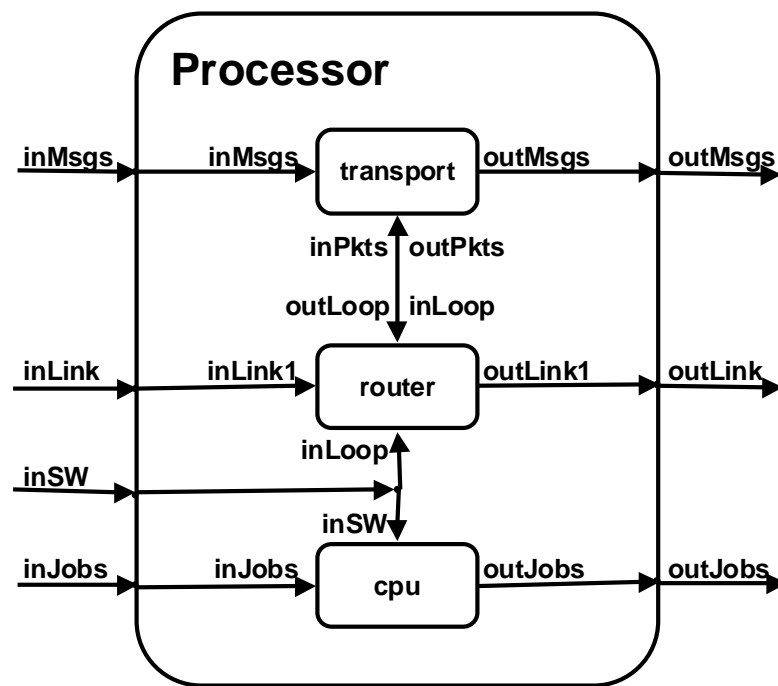 Processor
inMsgs inMsgs transport outMsgs outMsgs
inPkts outPkts
outLoop inLoop
inLink inLink1 router outLink1 outLink
inLoop
inSW
inSW
inJobs inJobs cpu outJobs outJobs